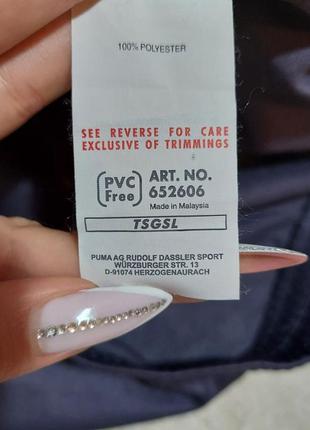 100% POLYESTER
SEE REVERSE FOR CARE
EXCLUSIVE OF TRIMMINGS
PVC Free
ART. NO.
652606
Made in Malaysia
TSGSL
PUMA AG RUDOLF DASSLER SPORT
WÜRZBURGER STR. 13
D-91074 HERZOGENAURACH